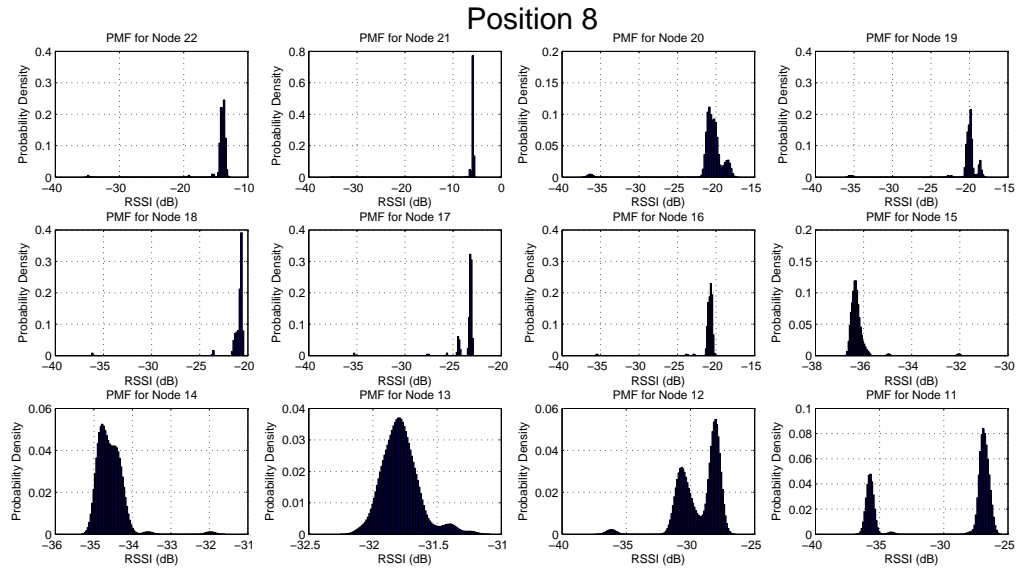 Position 8
PMF for Node 22
Probability Density
0.4
0.3
0.2
0.1
0
−40 −30 −20 −10
RSSI (dB)
PMF for Node 21
Probability Density
0.8
0.6
0.4
0.2
0
−40 −30 −20 −10 0
RSSI (dB)
PMF for Node 20
Probability Density
0.2
0.15
0.1
0.05
0
−40 −35 −30 −25 −20 −15
RSSI (dB)
PMF for Node 19
Probability Density
0.4
0.3
0.2
0.1
0
−40 −35 −30 −25 −20 −15
RSSI (dB)
PMF for Node 18
Probability Density
0.4
0.3
0.2
0.1
0
−40 −35 −30 −25 −20
RSSI (dB)
PMF for Node 17
Probability Density
0.4
0.3
0.2
0.1
0
−40 −35 −30 −25 −20
RSSI (dB)
PMF for Node 16
Probability Density
0.4
0.3
0.2
0.1
0
−40 −35 −30 −25 −20 −15
RSSI (dB)
PMF for Node 15
Probability Density
0.2
0.15
0.1
0.05
0
−38 −36 −34 −32 −30
RSSI (dB)
PMF for Node 14
Probability Density
0.06
0.04
0.02
0
−36 −35 −34 −33 −32 −31
RSSI (dB)
PMF for Node 13
Probability Density
0.04
0.03
0.02
0.01
0
−32.5 −32 −31.5 −31
RSSI (dB)
PMF for Node 12
Probability Density
0.06
0.04
0.02
0
−40 −35 −30 −25
RSSI (dB)
PMF for Node 11
Probability Density
0.1
0.08
0.06
0.04
0.02
0
−40 −35 −30 −25
RSSI (dB)